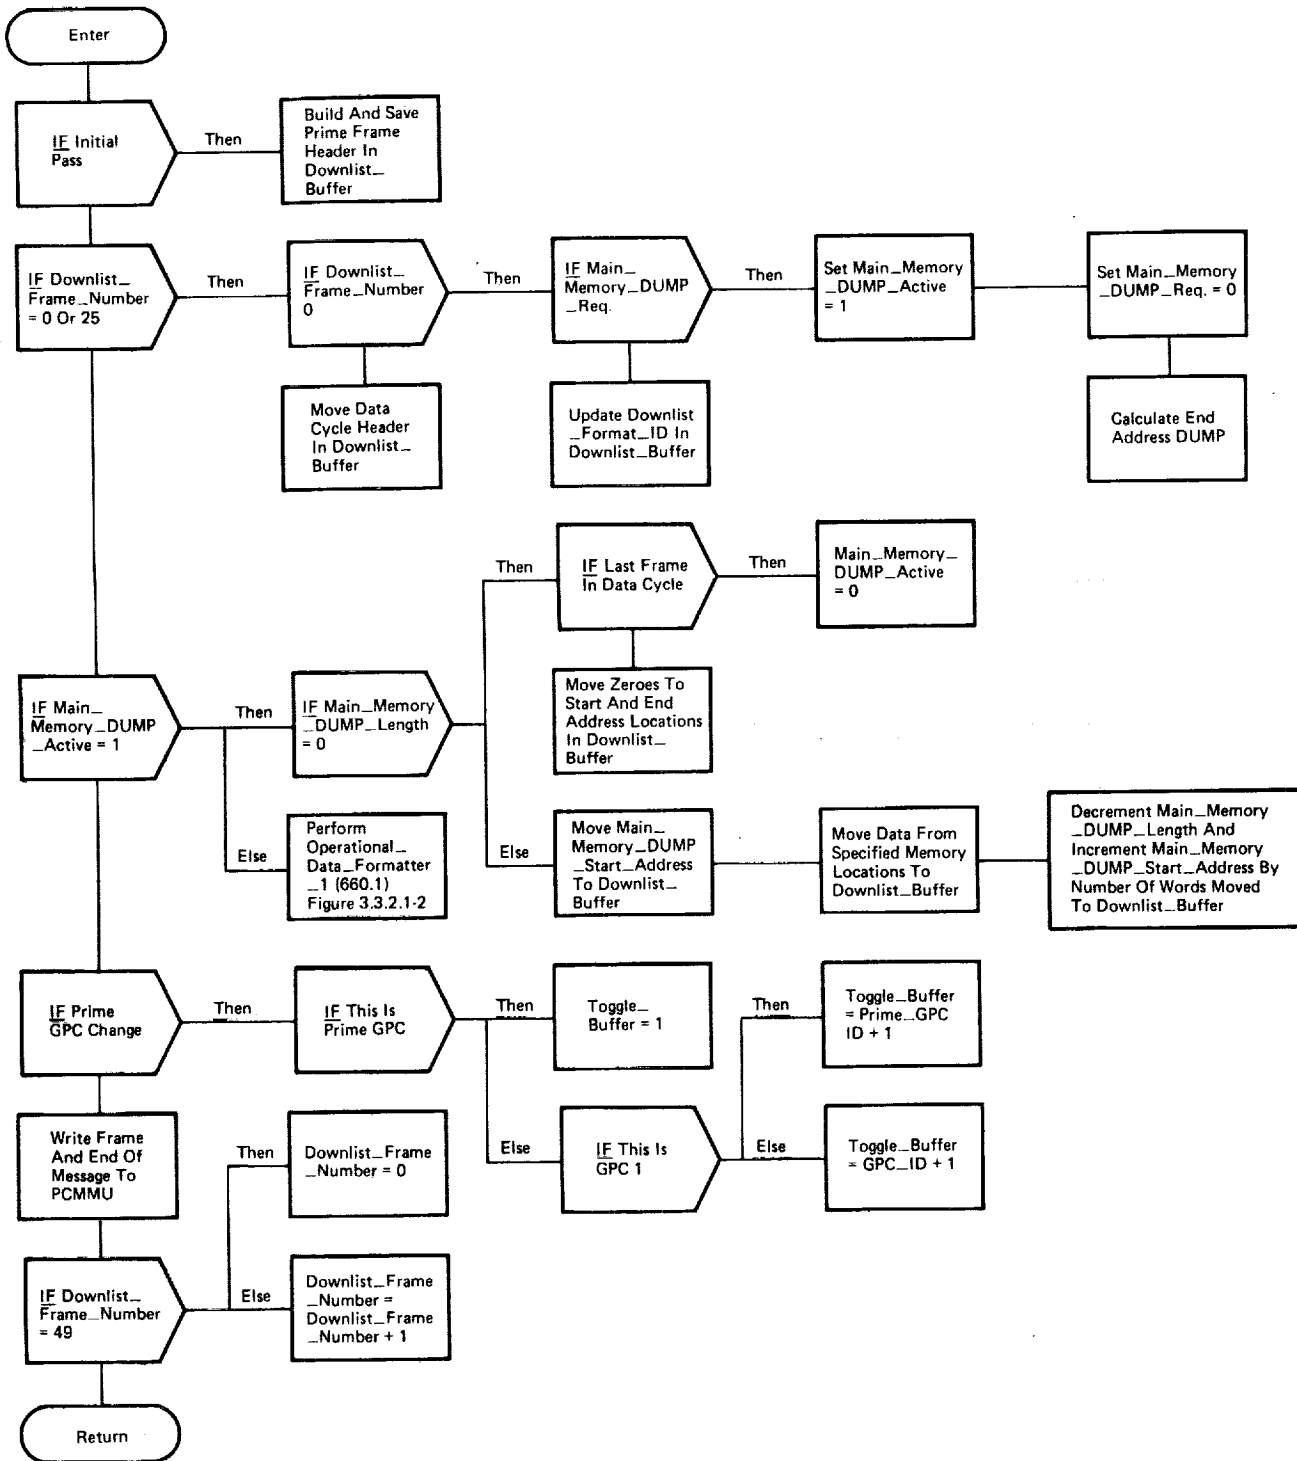 Enter
IF Initial
Pass
Then
Build And Save
Prime Frame
Header In
Downlist_
Buffer
IF Downlist_
Frame_Number
= 0 Or 25
Then
IF Downlist_
Frame_Number
0
Then
IF Main_
Memory_DUMP
_Req.
Then
Set Main_Memory
_DUMP_Active
= 1
Set Main_Memory
_DUMP_Req. = 0
Move Data
Cycle Header
In Downlist_
Buffer
Update Downlist
_Format_ID In
Downlist_Buffer
Calculate End
Address DUMP
IF Main_
Memory_DUMP
_Active = 1
Then
IF Main_Memory
_DUMP_Length
= 0
Then
IF Last Frame
In Data Cycle
Then
Main_Memory_
DUMP_Active
= 0
Move Zeroes To
Start And End
Address Locations
In Downlist_
Buffer
Else
Perform
Operational_
Data_Formatter
_1 (660.1)
Figure 3.3.2.1-2
Else
Move Main_
Memory_DUMP
_Start_Address
To Downlist_
Buffer
Move Data From
Specified Memory
Locations To
Downlist_Buffer
Decrement Main_Memory
_DUMP_Length And
Increment Main_Memory
_DUMP_Start_Address By
Number Of Words Moved
To Downlist_Buffer
IF Prime
GPC Change
Then
IF This Is
Prime GPC
Then
Toggle_
Buffer = 1
Then
Toggle_Buffer
= Prime_GPC
ID + 1
Else
IF This Is
GPC 1
Else
Toggle_Buffer
= GPC_ID + 1
Write Frame
And End Of
Message To
PCMMU
Then
Downlist_Frame
_Number = 0
IF Downlist_
Frame_Number
= 49
Else
Downlist_Frame
_Number =
Downlist_Frame
_Number + 1
Return